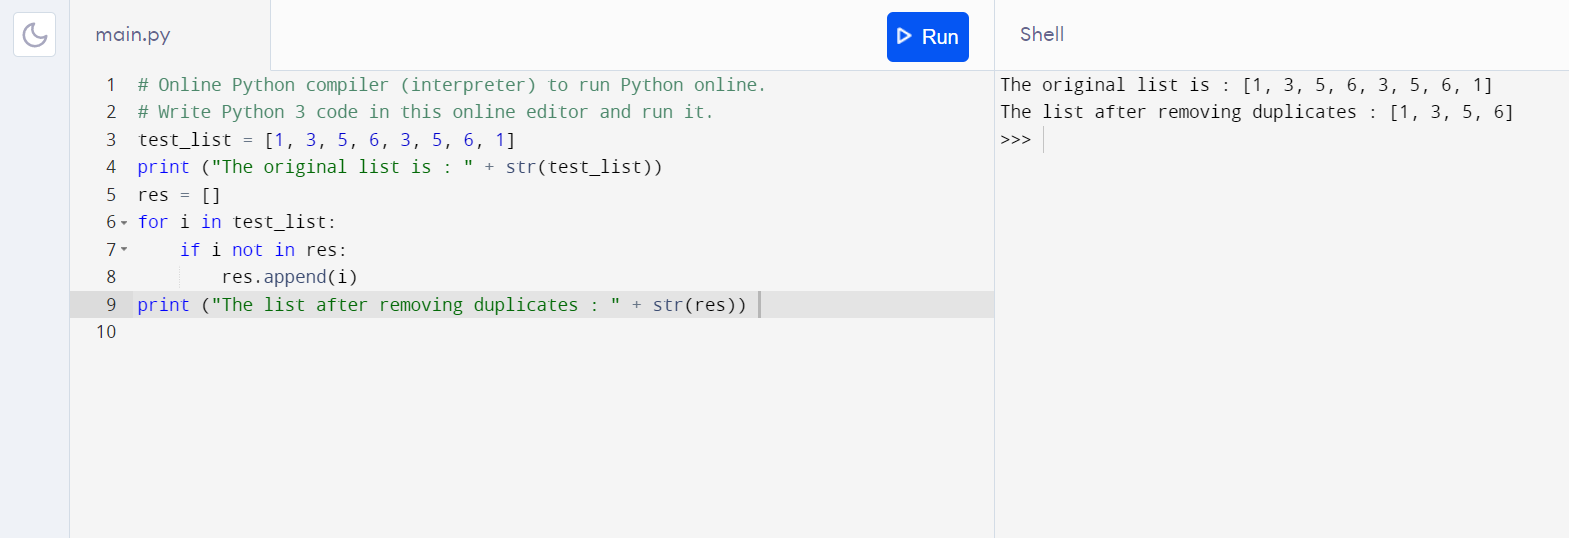 main.py
Run
Shell
1 # Online Python compiler (interpreter) to run Python online.
2 # Write Python 3 code in this online editor and run it.
3 test_list = [1, 3, 5, 6, 3, 5, 6, 1]
4 print ("The original list is : " + str(test_list))
5 res = []
6 for i in test_list:
7     if i not in res:
8         res.append(i)
9 print ("The list after removing duplicates : " + str(res))
10
The original list is : [1, 3, 5, 6, 3, 5, 6, 1]
The list after removing duplicates : [1, 3, 5, 6]
>>>